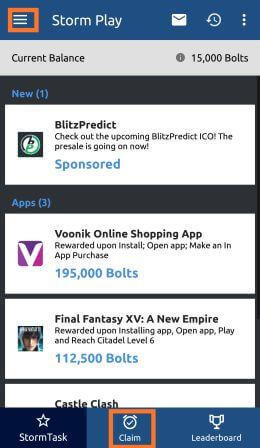 Storm Play
Current Balance
15,000 Bolts
New (1)
BlitzPredict
Check out the upcoming BlitzPredict ICO! The
presale is going on now!
Sponsored
Apps (3)
Voonik Online Shopping App
Rewarded upon Install; Open app; Make an In
App Purchase
195,000 Bolts
Final Fantasy XV: A New Empire
Rewarded upon Installing app, Open app, Play
and Reach Citadel Level 6
112,500 Bolts
Castle Clash
StormTask
Claim
Leaderboard